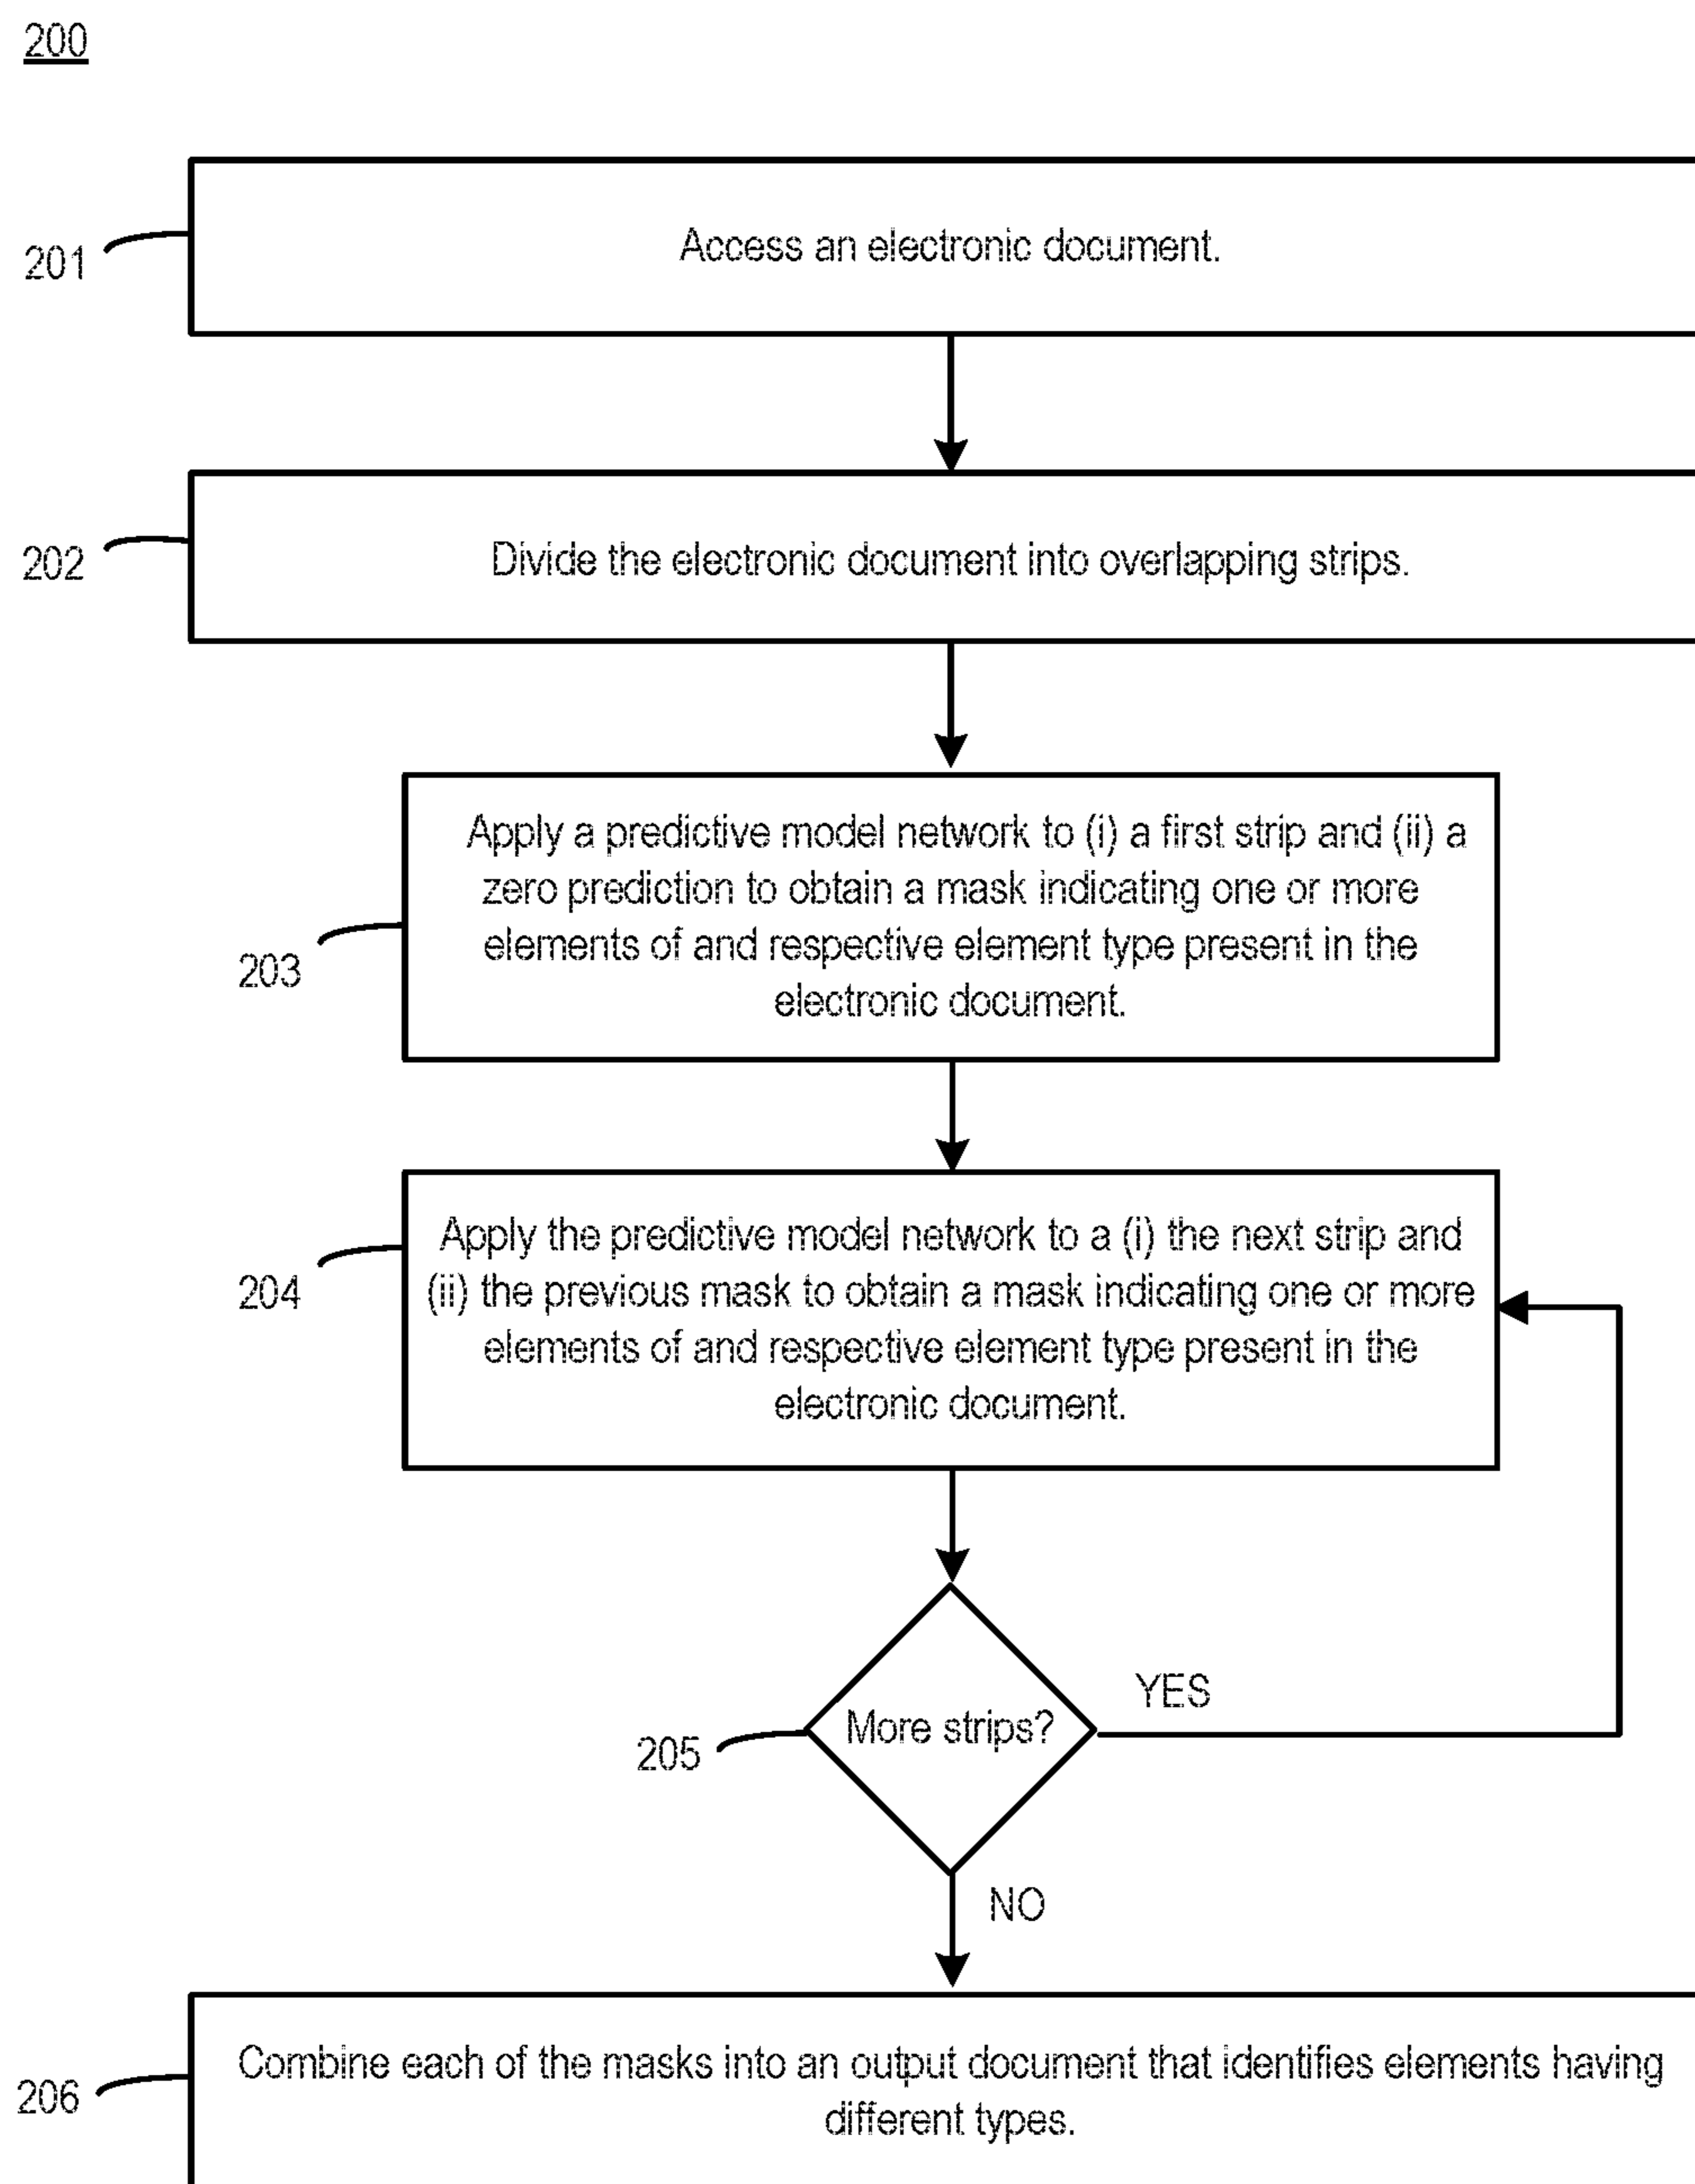 200
201
Access an electronic document.
202
Divide the electronic document into overlapping strips.
203
Apply a predictive model network to (i) a first strip and (ii) a
zero prediction to obtain a mask indicating one or more
elements of and respective element type present in the
electronic document.
204
Apply the predictive model network to a (i) the next strip and
(ii) the previous mask to obtain a mask indicating one or more
elements of and respective element type present in the
electronic document.
205
More strips?
YES
NO
206
Combine each of the masks into an output document that identifies elements having
different types.